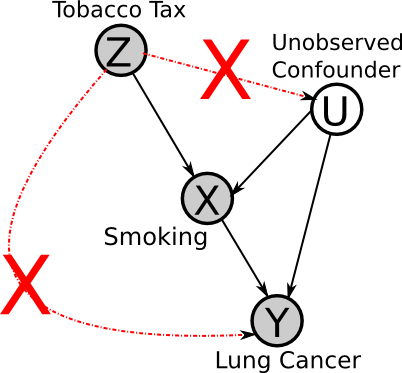 Tobacco Tax
Z
X
Unobserved
Confounder
U
X
Smoking
X
Y
Lung Cancer